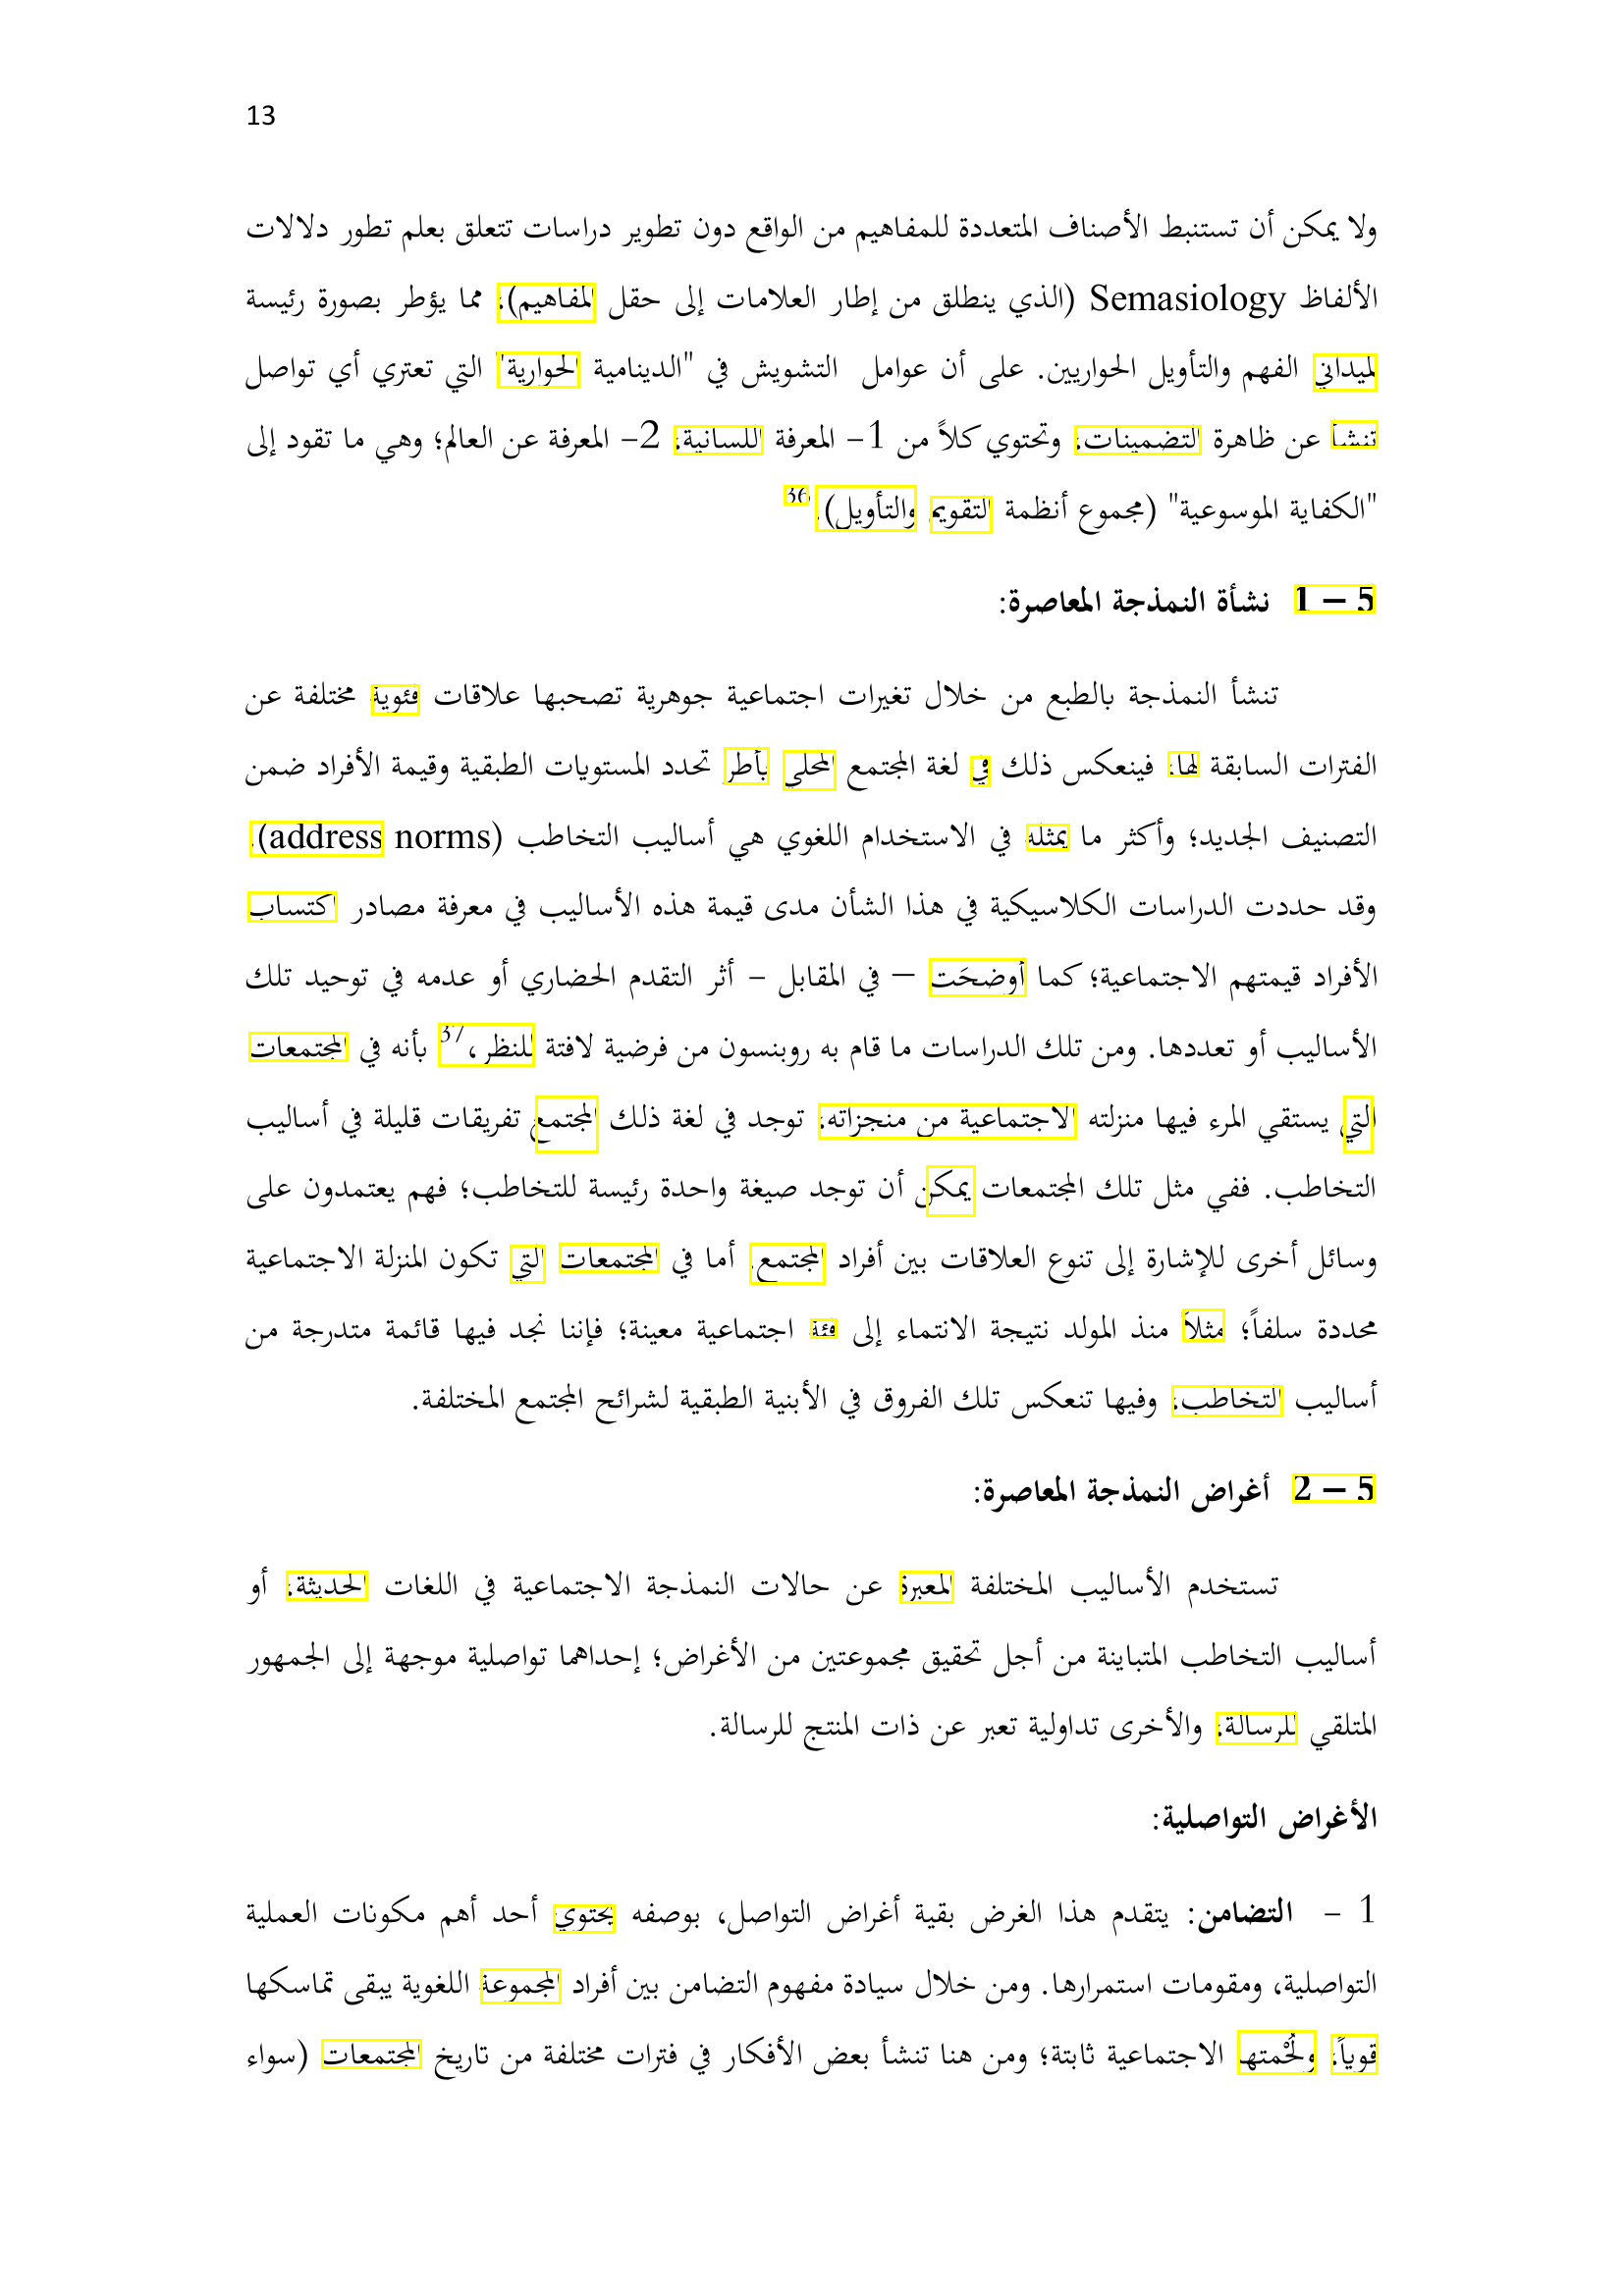 13
ولا يمكن أن تستنبط الأصناف المتعددة للمفاهيم من الواقع دون تطوير دراسات تتعلق بعلم تطور دلالات
الألفاظ Semasiology (الذي ينطلق من إطار العلامات إلى حقل المفاهيم)؛ مما يؤطر بصورة رئيسة
لميداني الفهم والتأويل الحواريين. على أن عوامل التشويش في "الدينامية الحوارية" التي تعتري أي تواصل
تنشأ عن ظاهرة التضمينات؛ وتحتوي كلاً من 1- المعرفة اللسانية؛ 2- المعرفة عن العالم؛ وهي ما تقود إلى
"الكفاية الموسوعية" (مجموع أنظمة التقويم والتأويل).36
5 – 1 نشأة النمذجة المعاصرة:
تنشأ النمذجة بالطبع من خلال تغيرات اجتماعية جوهرية تصحبها علاقات فئوية مختلفة عن
الفترات السابقة لها؛ فينعكس ذلك في لغة المجتمع المحلي بأطر تحدد المستويات الطبقية وقيمة الأفراد ضمن
التصنيف الجديد؛ وأكثر ما يمثله في الاستخدام اللغوي هي أساليب التخاطب (address norms).
وقد حددت الدراسات الكلاسيكية في هذا الشأن مدى قيمة هذه الأساليب في معرفة مصادر اكتساب
الأفراد قيمتهم الاجتماعية؛ كما أوضحَت – في المقابل - أثر التقدم الحضاري أو عدمه في توحيد تلك
الأساليب أو تعددها. ومن تلك الدراسات ما قام به روبنسون من فرضية لافتة للنظر،37 بأنه في المجتمعات
التي يستقي المرء فيها منزلته الاجتماعية من منجزاته؛ توجد في لغة ذلك المجتمع تفريقات قليلة في أساليب
التخاطب. ففي مثل تلك المجتمعات يمكن أن توجد صيغة واحدة رئيسة للتخاطب؛ فهم يعتمدون على
وسائل أخرى للإشارة إلى تنوع العلاقات بين أفراد المجتمع. أما في المجتمعات التي تكون المنزلة الاجتماعية
محددة سلفاً؛ مثلاً منذ المولد نتيجة الانتماء إلى فئة اجتماعية معينة؛ فإننا نجد فيها قائمة متدرجة من
أساليب التخاطب؛ وفيها تنعكس تلك الفروق في الأبنية الطبقية لشرائح المجتمع المختلفة.
5 – 2 أغراض النمذجة المعاصرة:
تستخدم الأساليب المختلفة المعبرة عن حالات النمذجة الاجتماعية في اللغات الحديثة؛ أو
أساليب التخاطب المتباينة من أجل تحقيق مجموعتين من الأغراض؛ إحداهما تواصلية موجهة إلى الجمهور
المتلقي للرسالة؛ والأخرى تداولية تعبر عن ذات المنتج للرسالة.
الأغراض التواصلية:
1 - التضامن: يتقدم هذا الغرض بقية أغراض التواصل، بوصفه يحتوي أحد أهم مكونات العملية
التواصلية، ومقومات استمرارها. ومن خلال سيادة مفهوم التضامن بين أفراد المجموعة اللغوية يبقى تماسكها
قوياً؛ ولُحْمتها الاجتماعية ثابتة؛ ومن هنا تنشأ بعض الأفكار في فترات مختلفة من تاريخ المجتمعات (سواء